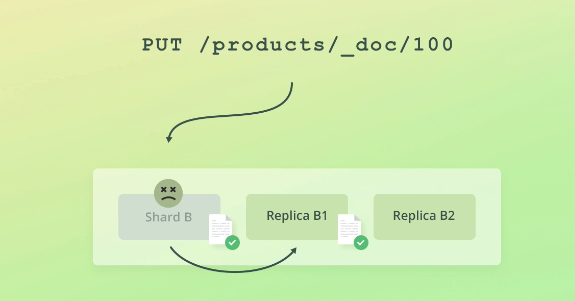 PUT /products/_doc/100
Shard B
Replica B1
Replica B2